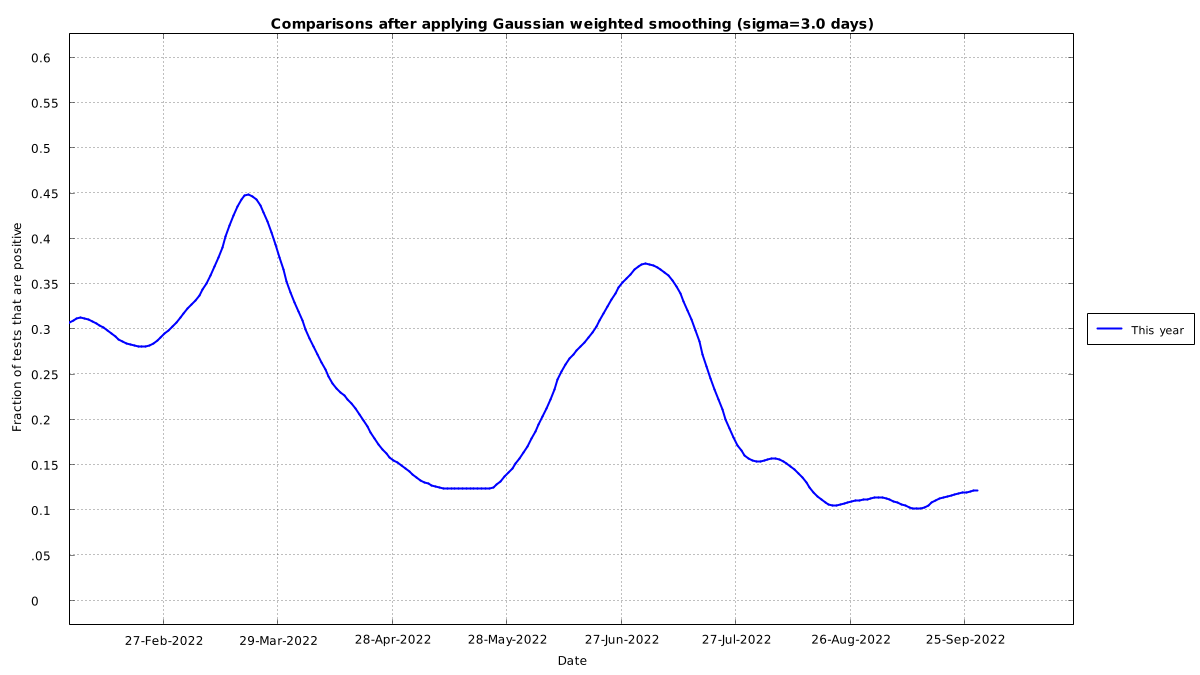 Comparisons after applying Gaussian weighted smoothing (sigma=3.0 days)
0.6
0.55
0.5
0.45
0.4
0.35
0.3
0.25
0.2
0.15
0.1
.05
0
Fraction of tests that are positive
27-Feb-2022 29-Mar-2022 28-Apr-2022 28-May-2022 27-Jun-2022 27-Jul-2022 26-Aug-2022 25-Sep-2022
Date
This year